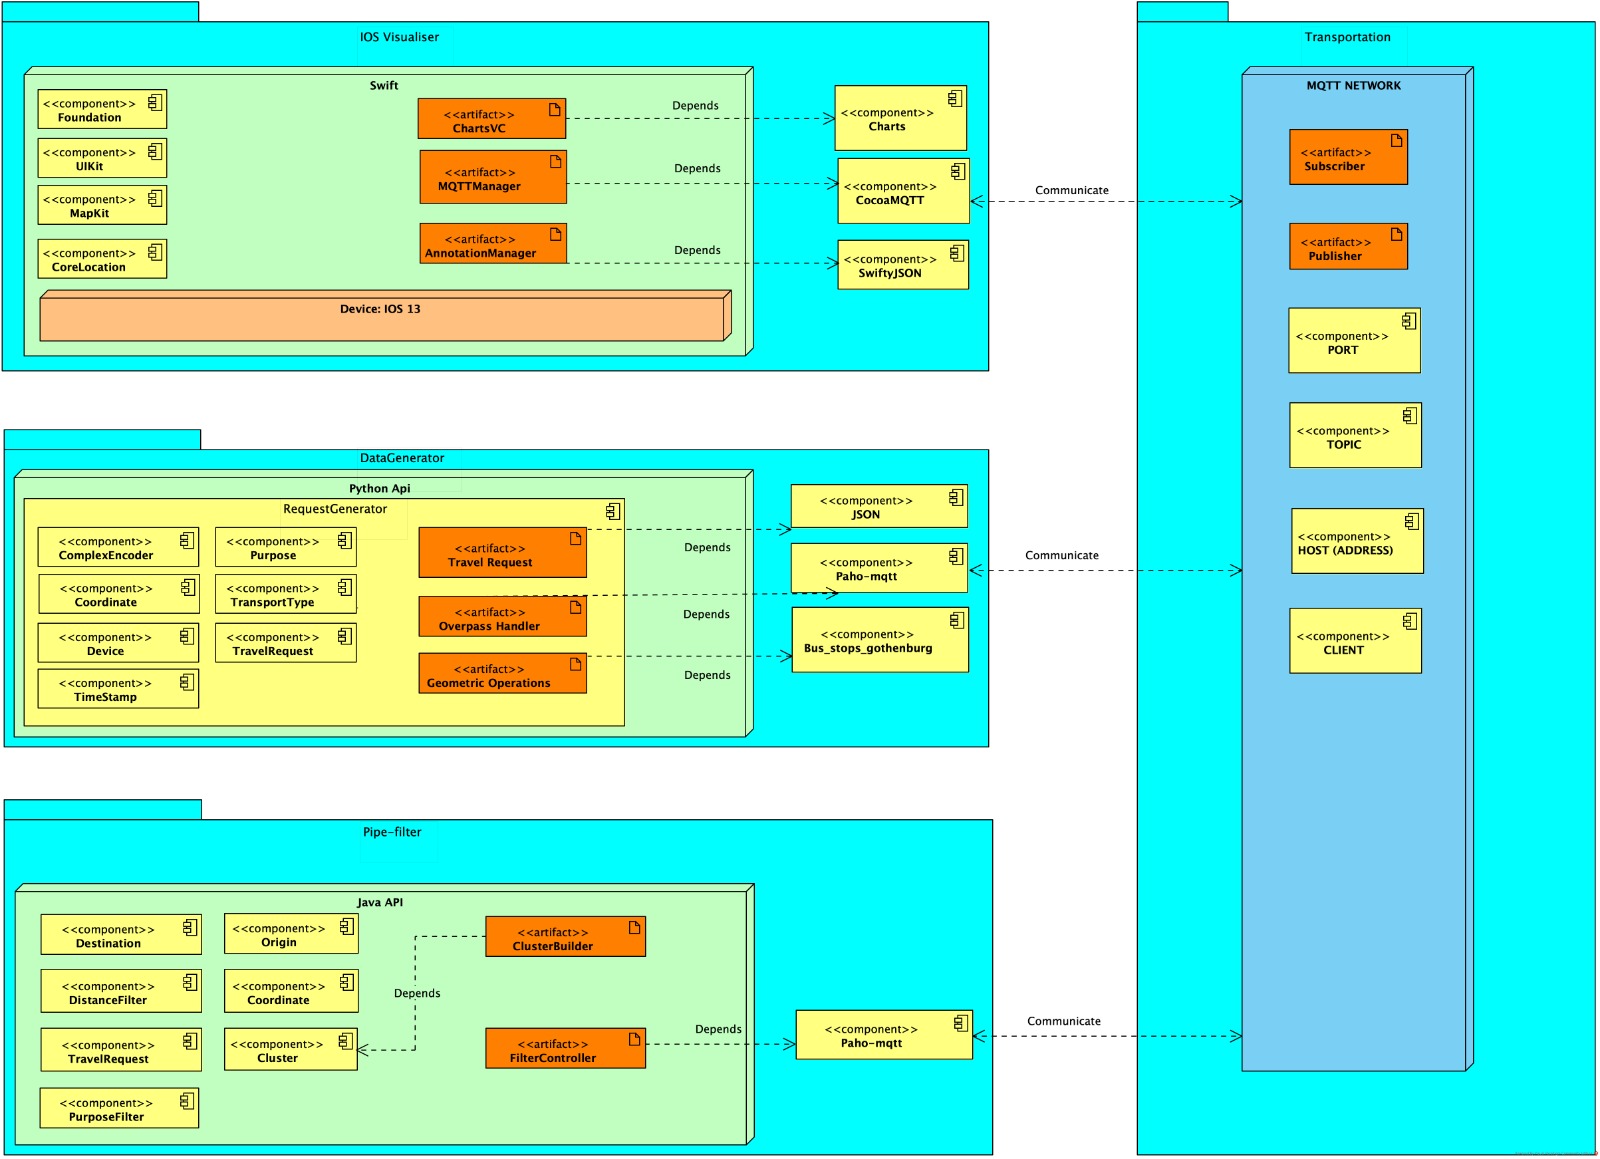 IOS Visualiser
Swift
<<component>>
Foundation
<<component>>
UIKit
<<component>>
MapKit
<<component>>
CoreLocation
<<artifact>>
ChartsVC
<<artifact>>
MQTTManager
<<artifact>>
AnnotationManager
Device: IOS 13
Depends
Depends
Depends
<<component>>
Charts
<<component>>
CocoaMQTT
<<component>>
SwiftyJSON
Communicate
DataGenerator
Python Api
RequestGenerator
<<component>>
ComplexEncoder
<<component>>
Coordinate
<<component>>
Device
<<component>>
TimeStamp
<<component>>
Purpose
<<component>>
TransportType
<<component>>
TravelRequest
<<artifact>>
Travel Request
<<artifact>>
Overpass Handler
<<artifact>>
Geometric Operations
Depends
Depends
Depends
<<component>>
JSON
<<component>>
Paho-mqtt
<<component>>
Bus_stops_gothenburg
Communicate
Pipe-filter
Java API
<<component>>
Destination
<<component>>
DistanceFilter
<<component>>
TravelRequest
<<component>>
PurposeFilter
<<component>>
Origin
<<component>>
Coordinate
<<component>>
Cluster
Depends
<<artifact>>
ClusterBuilder
<<artifact>>
FilterController
Depends
<<component>>
Paho-mqtt
Communicate
Transportation
MQTT NETWORK
<<artifact>>
Subscriber
<<artifact>>
Publisher
<<component>>
PORT
<<component>>
TOPIC
<<component>>
HOST (ADDRESS)
<<component>>
CLIENT